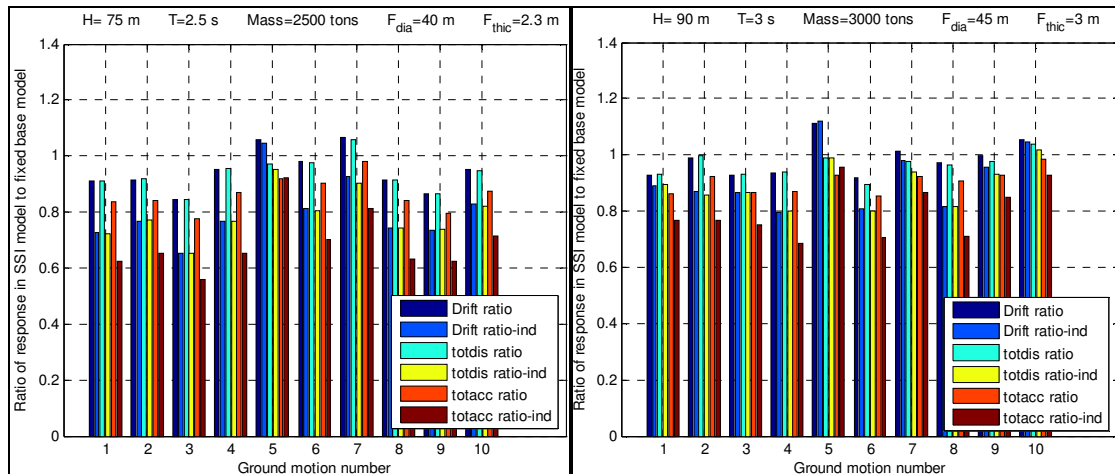 H= 75 m T=2.5 s Mass=2500 tons F_dia=40 m F_thic=2.3 m
Ratio of response in SSI model to fixed base model
1.4
1.2
1
0.8
0.6
0.4
0.2
0
Drift ratio
Drift ratio-ind
totdis ratio
totdis ratio-ind
totacc ratio
totacc ratio-ind
1 2 3 4 5 6 7 8 9 10
Ground motion number
H= 90 m T=3 s Mass=3000 tons F_dia=45 m F_thic=3 m
Ratio of response in SSI model to fixed base model
1.4
1.2
1
0.8
0.6
0.4
0.2
0
Drift ratio
Drift ratio-ind
totdis ratio
totdis ratio-ind
totacc ratio
totacc ratio-ind
1 2 3 4 5 6 7 8 9 10
Ground motion number